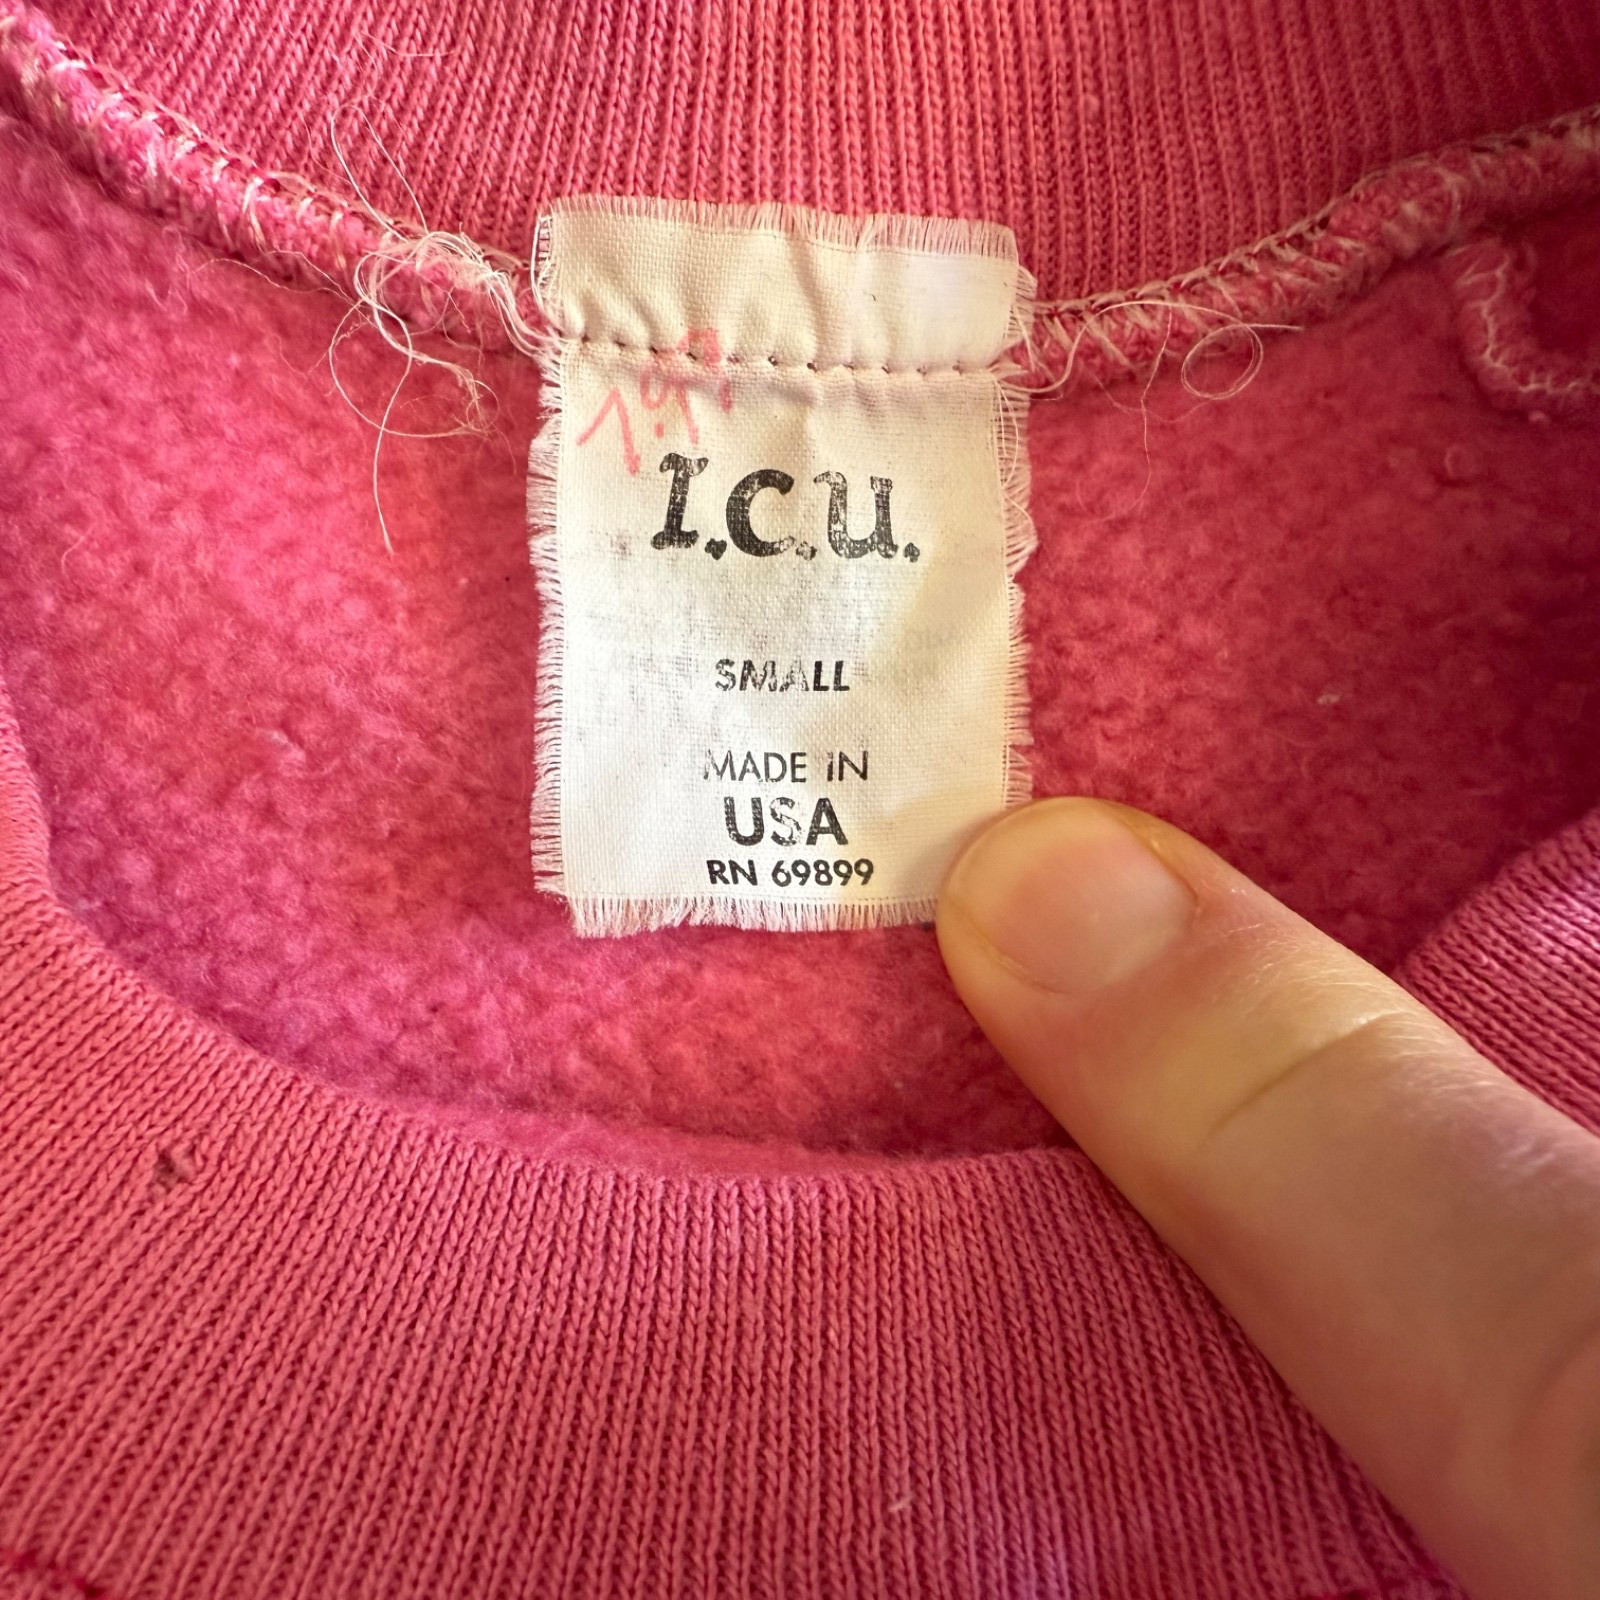 I.C.U.
SMALL
MADE IN
USA
RN 69899